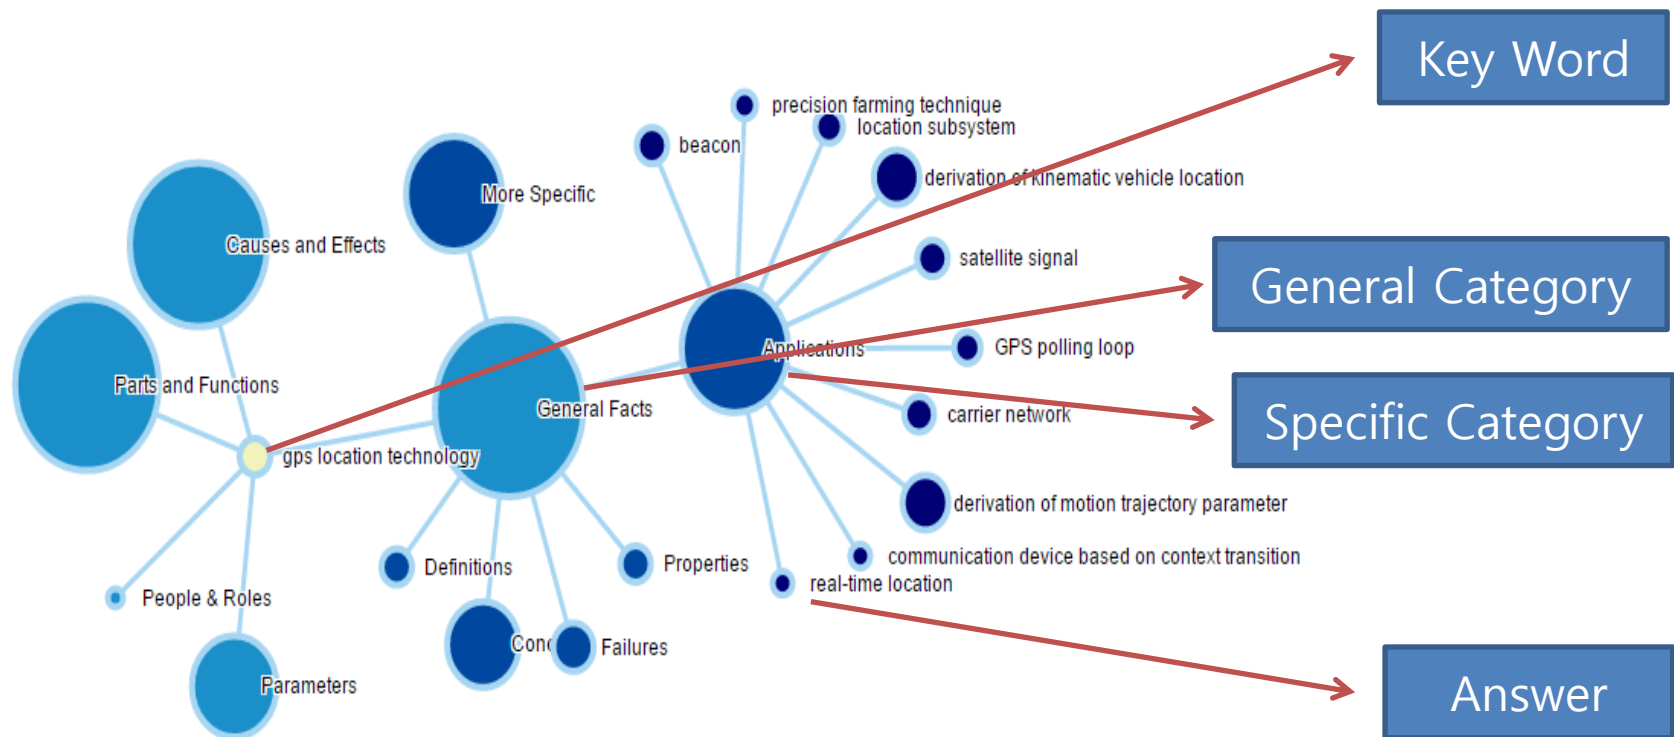 Key Word
precision farming technique
location subsystem
beacon
derivation of kinematic vehicle location
More Specific
Causes and Effects
satellite signal
General Category
Applications
GPS polling loop
Parts and Functions
General Facts
carrier network
Specific Category
gps location technology
derivation of motion trajectory parameter
communication device based on context transition
Definitions
Properties
real-time location
People & Roles
Failures
Parameters
Answer